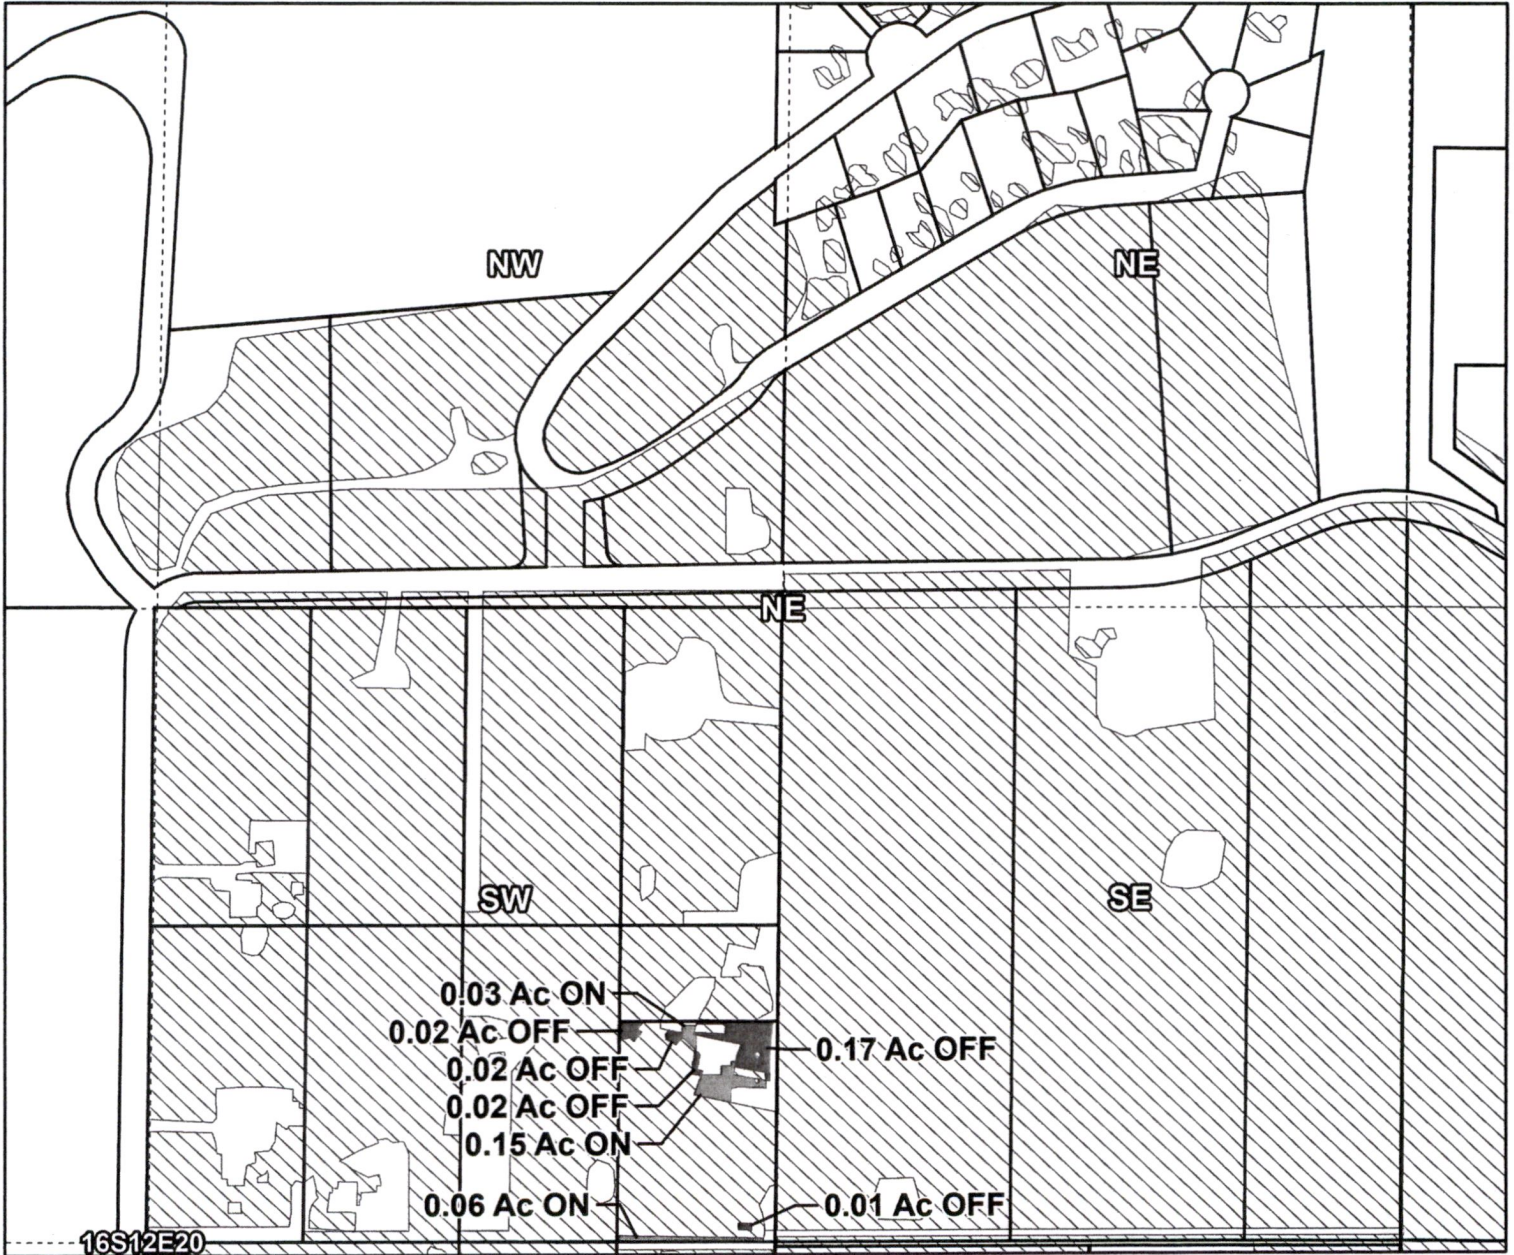 NW
NE
NE
SW
SE
0.03 Ac ON
0.02 Ac OFF
0.17 Ac OFF
0.02 Ac OFF
0.02 Ac OFF
0.15 Ac ON
0.06 Ac ON
0.01 Ac OFF
16S12E20